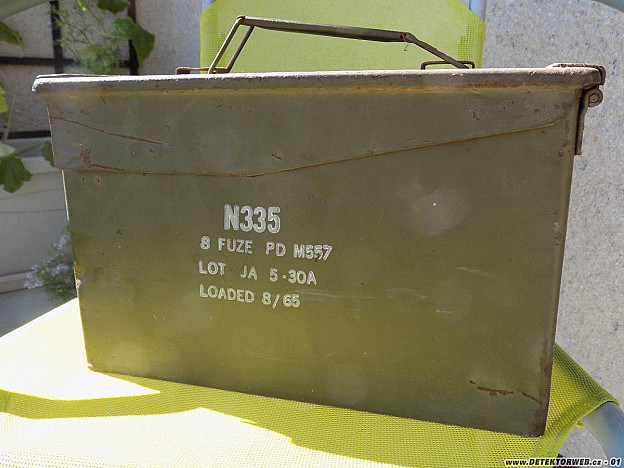 N335
8 FUZE PD M557
LOT JA 5-30A
LOADED 8/65
www.DETEKTORWEB.cz - 01